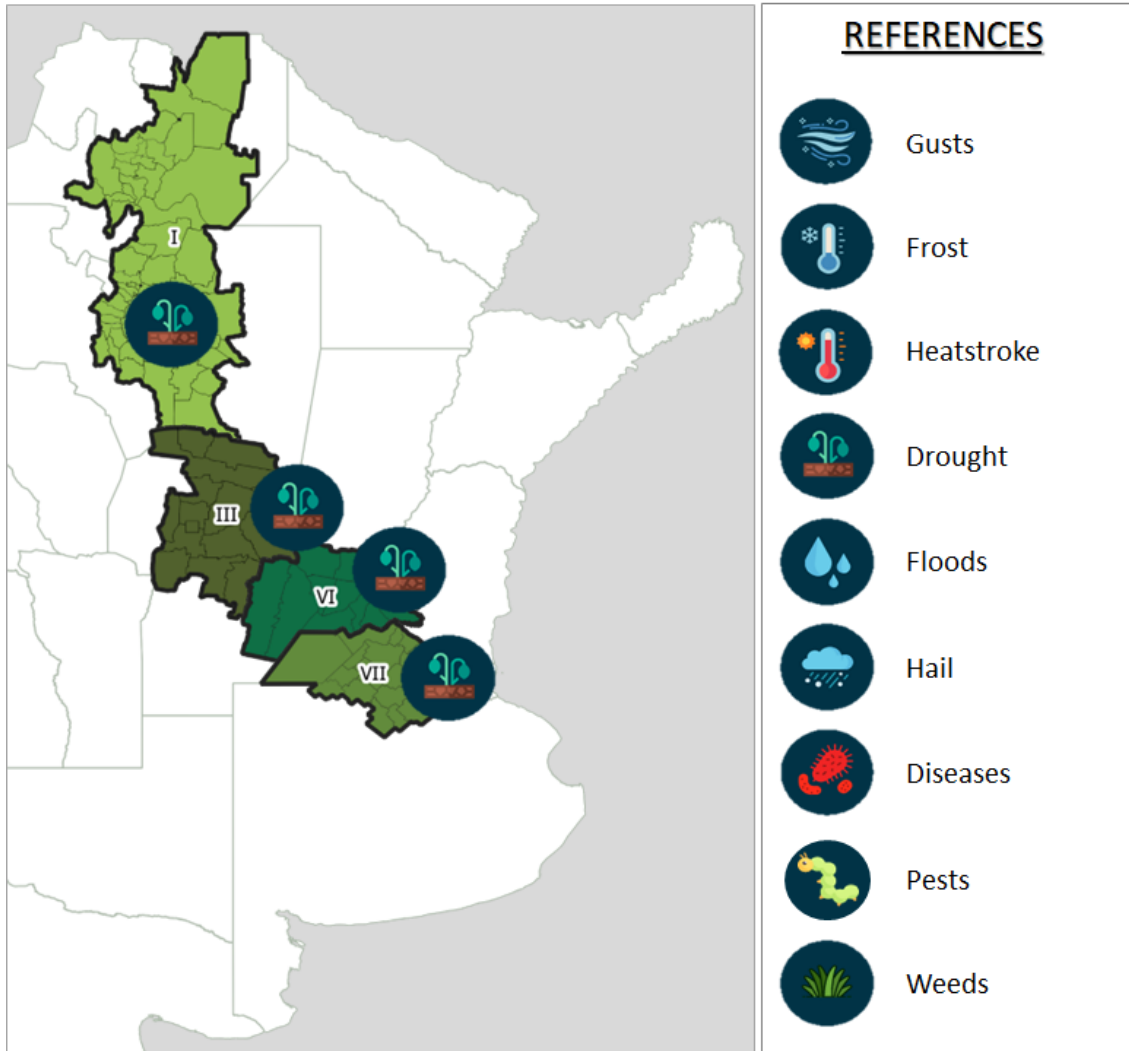 REFERENCES
Gusts
Frost
Heatstroke
Drought
Floods
Hail
Diseases
Pests
Weeds
I
III
VI
VII